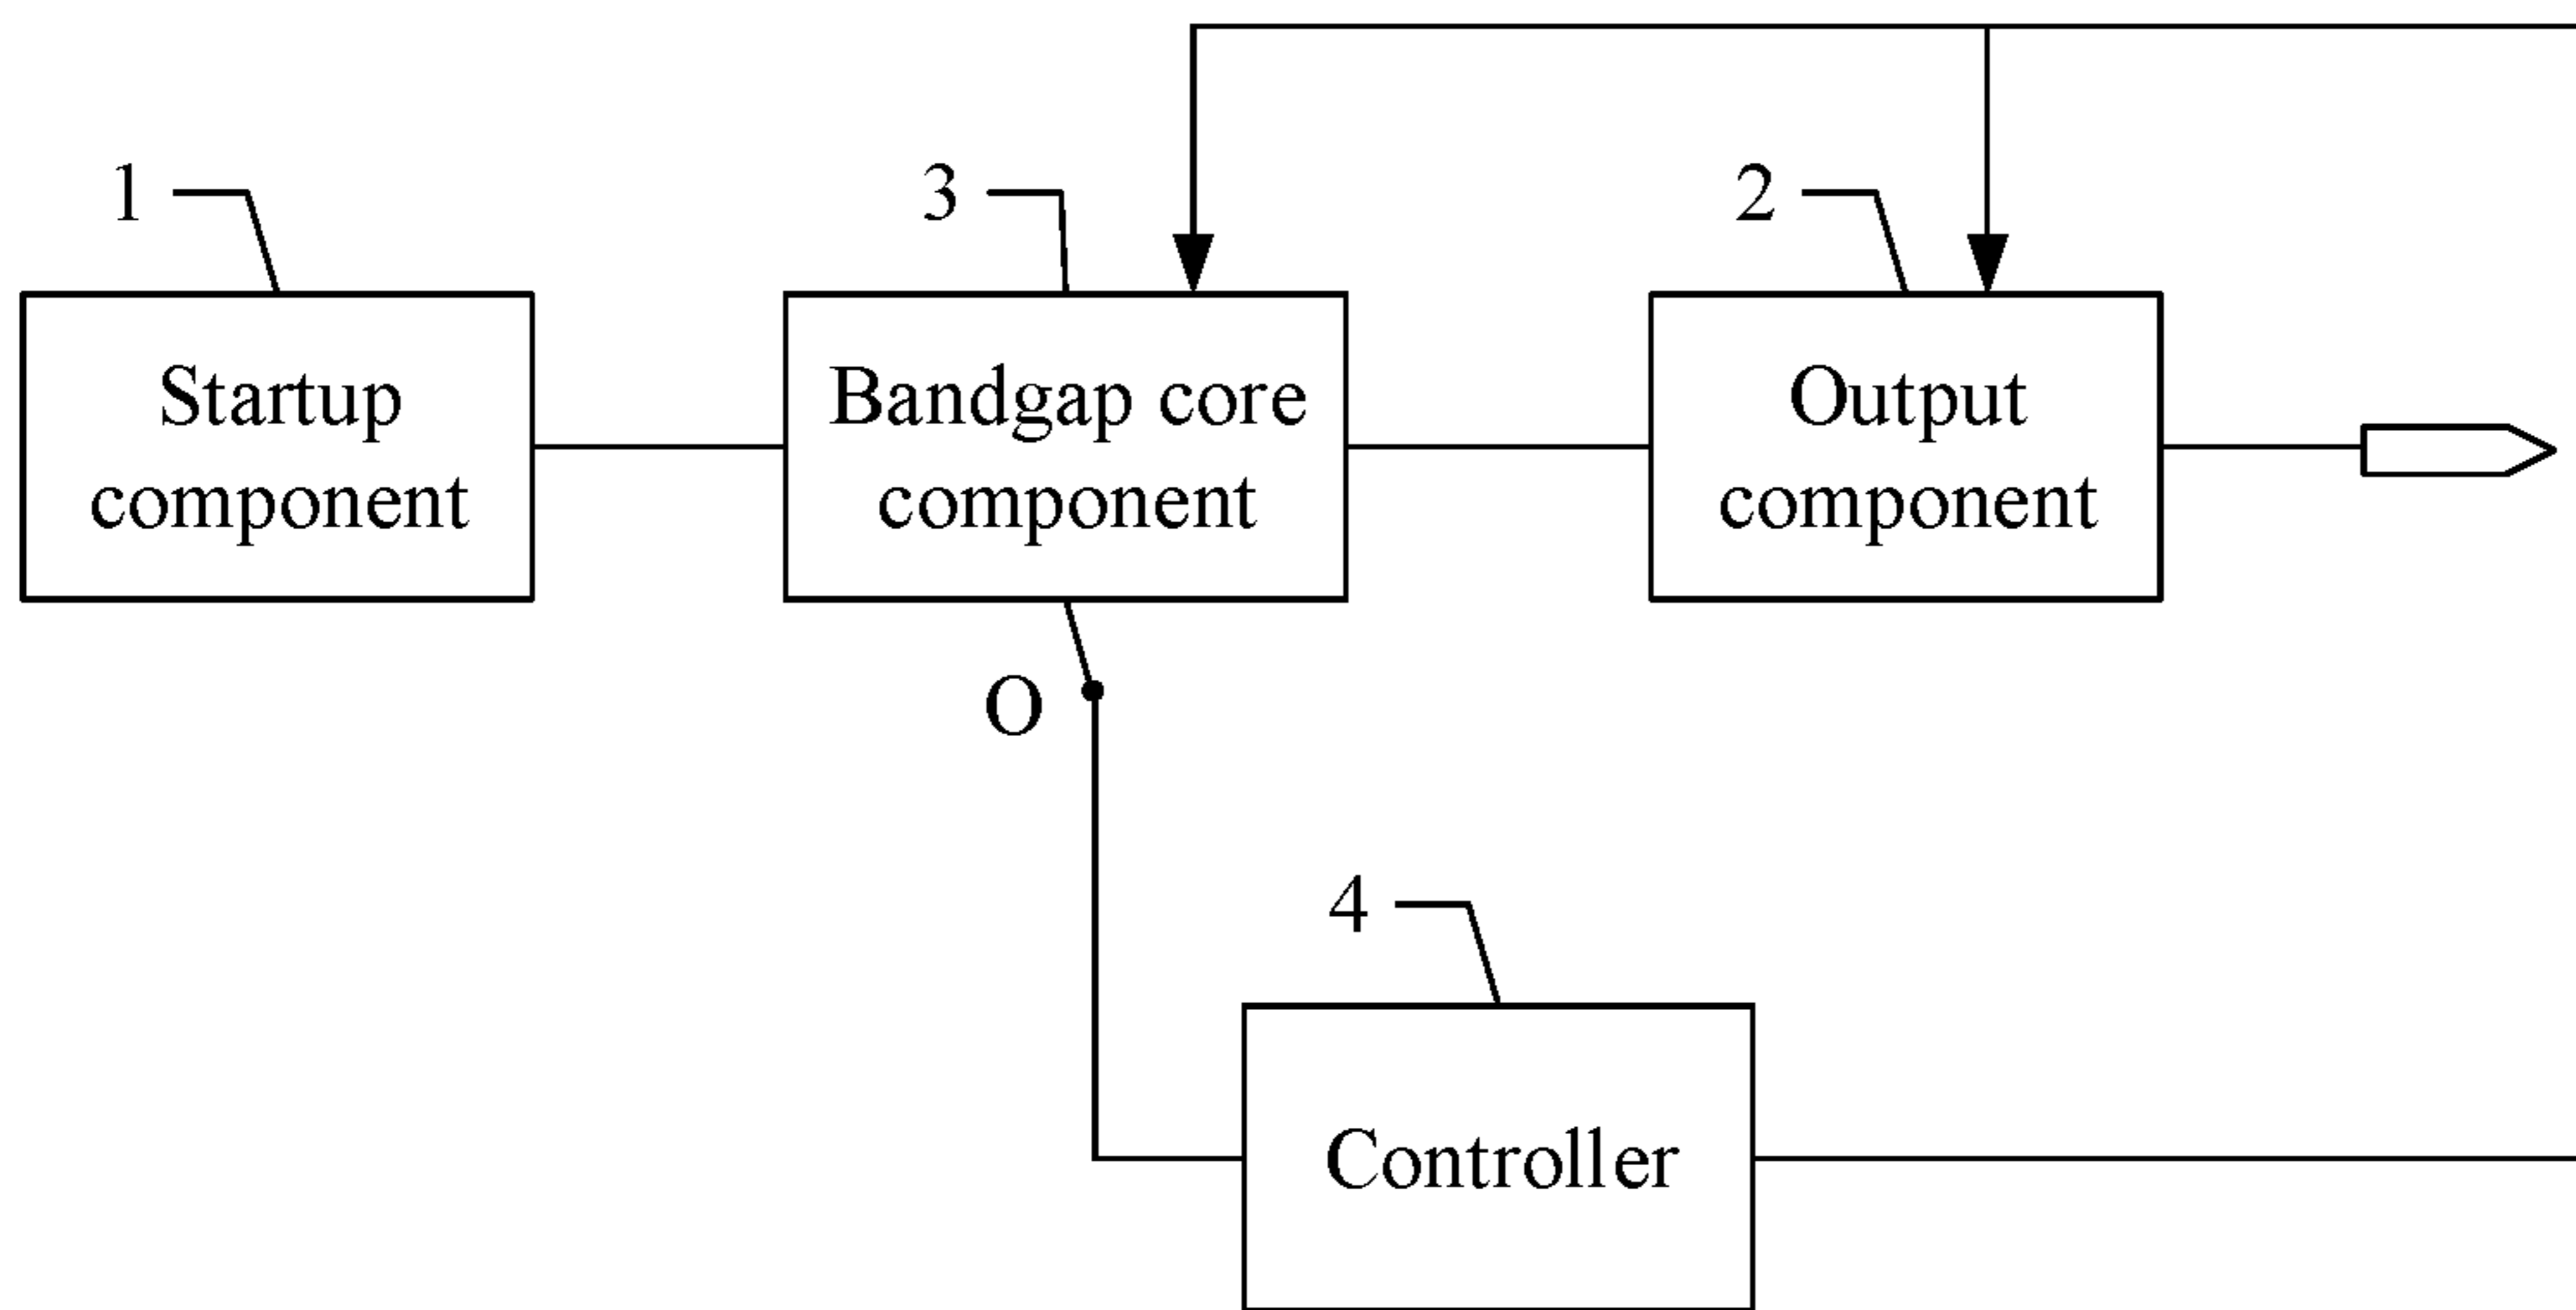 1
3
2
Startup
component
Bandgap core
component
Output
component
O
4
Controller